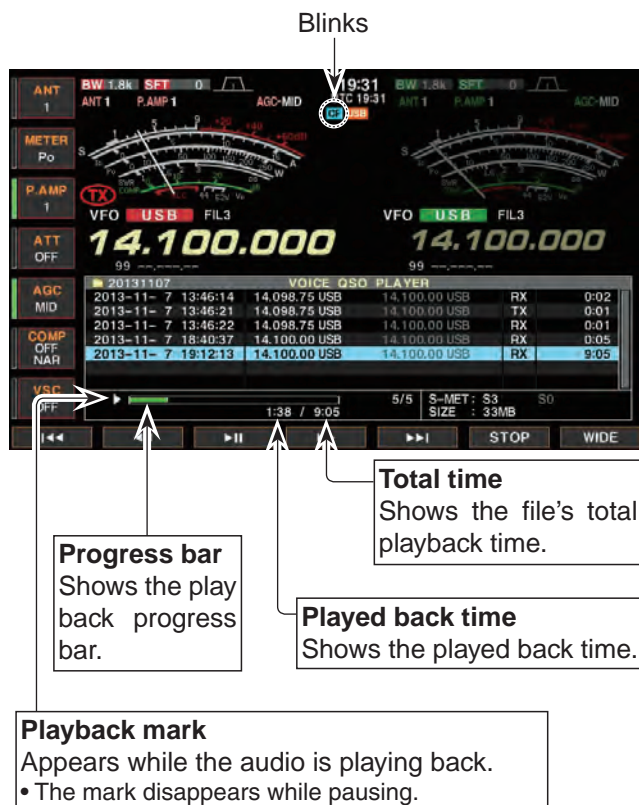 Blinks
ANT
1
BW 1.8k SFT 0
19:31
BW 1.8k SFT 0
ANT 1 P.AMP 1 AGC-MID
UTC 19:31
ANT 1 P.AMP 1 AGC-MID
CF USB
METER
Po
P.AMP
1
TX
VFO USB FIL3
VFO USB FIL3
ATT
OFF
14.100.000
14.100.000
99 --.---.--
99 --.---.--
AGC
MID
20131107 VOICE QSO PLAYER
2013-11- 7 13:46:14 14.098.75 USB 14.100.00 USB RX 0:02
2013-11- 7 13:46:21 14.098.75 USB 14.100.00 USB TX 0:01
2013-11- 7 13:46:22 14.098.75 USB 14.100.00 USB RX 0:01
2013-11- 7 18:40:37 14.100.00 USB 14.100.00 USB RX 0:05
2013-11- 7 19:12:13 14.100.00 USB 14.100.00 USB RX 9:05
COMP
OFF
NAR
VSC
OFF
5/5 S-MET: S3 S0
1:38 / 9:05 SIZE : 33MB
STOP WIDE
Total time
Shows the file's total
playback time.
Progress bar
Shows the play
back progress
bar.
Played back time
Shows the played back time.
Playback mark
Appears while the audio is playing back.
• The mark disappears while pausing.